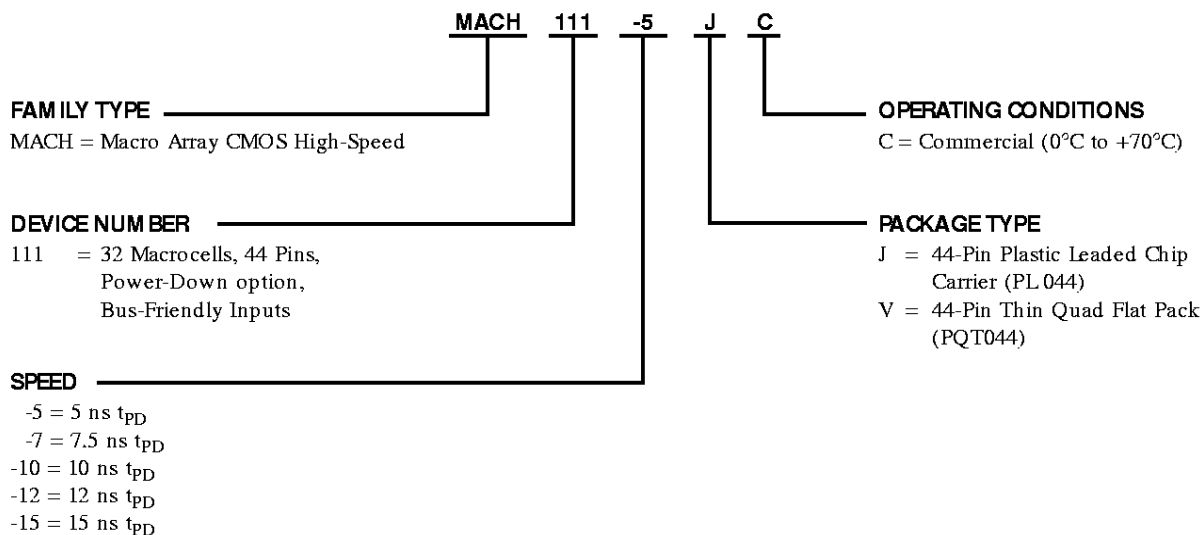 MACH 111 -5 J C
FAMILY TYPE
MACH = Macro Array CMOS High-Speed
OPERATING CONDITIONS
C = Commercial (0°C to +70°C)
DEVICE NUMBER
111 = 32 Macrocells, 44 Pins,
Power-Down option,
Bus-Friendly Inputs
PACKAGE TYPE
J = 44-Pin Plastic Leaded Chip
Carrier (PL 044)
V = 44-Pin Thin Quad Flat Pack
(PQT044)
SPEED
-5 = 5 ns tPD
-7 = 7.5 ns tPD
-10 = 10 ns tPD
-12 = 12 ns tPD
-15 = 15 ns tPD